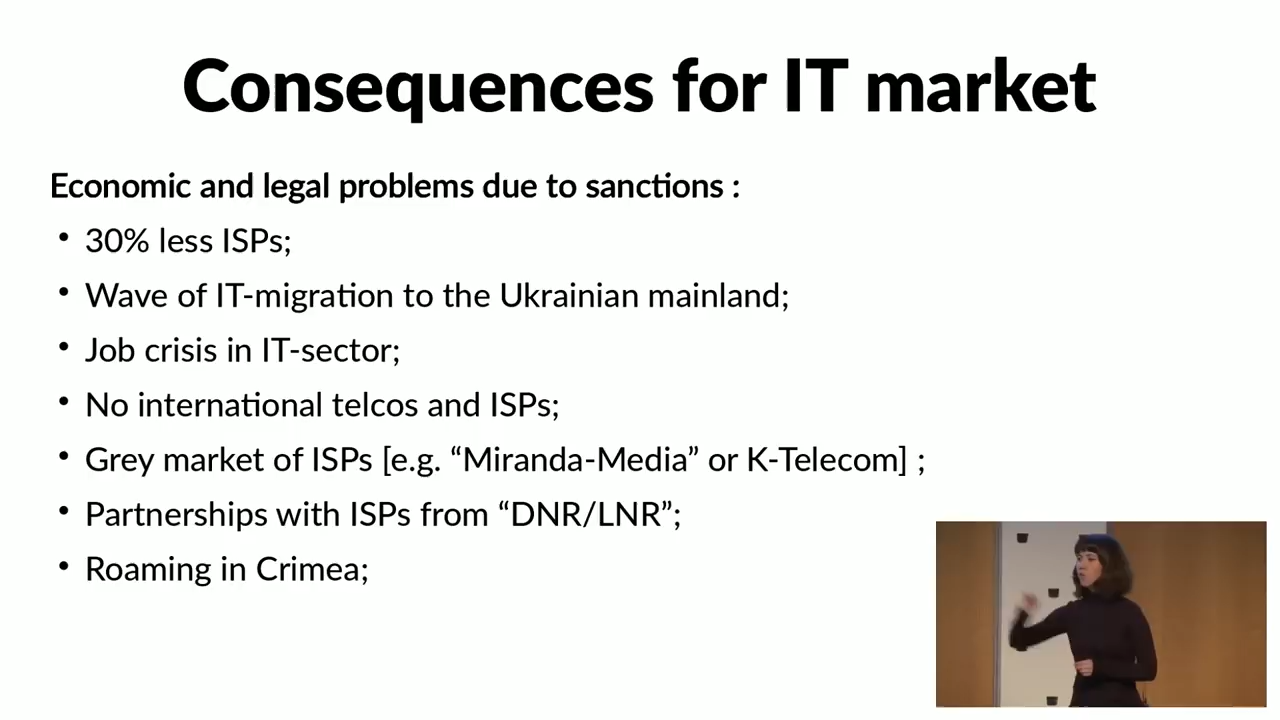 Consequences for IT market
Economic and legal problems due to sanctions :
• 30% less ISPs;
• Wave of IT-migration to the Ukrainian mainland;
• Job crisis in IT-sector;
• No international telcos and ISPs;
• Grey market of ISPs [e.g. “Miranda-Media” or K-Telecom] ;
• Partnerships with ISPs from “DNR/LNR”;
• Roaming in Crimea;